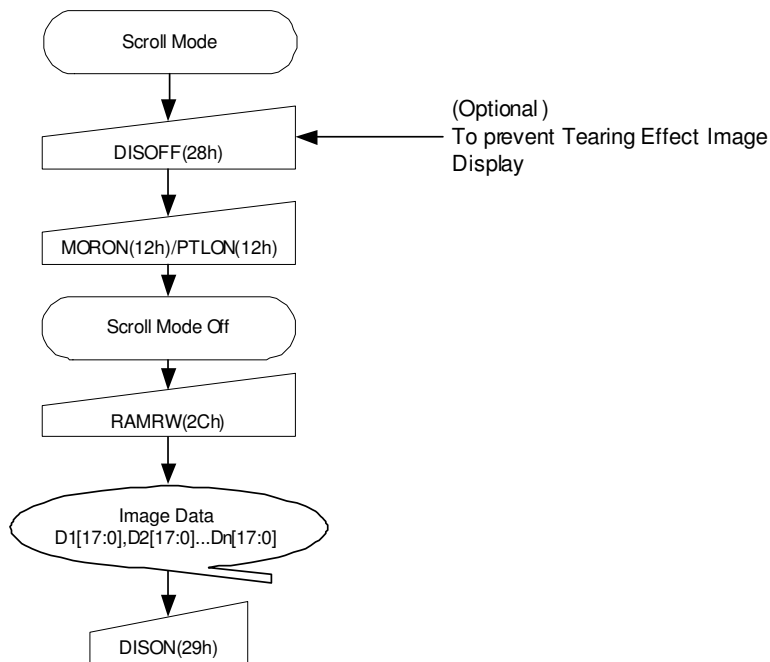 Scroll Mode
(Optional)
To prevent Tearing Effect Image
Display
DISOFF(28h)
MORON(12h)/PTLON(12h)
Scroll Mode Off
RAMRW(2Ch)
Image Data
D1[17:0],D2[17:0]...Dn[17:0]
DISON(29h)